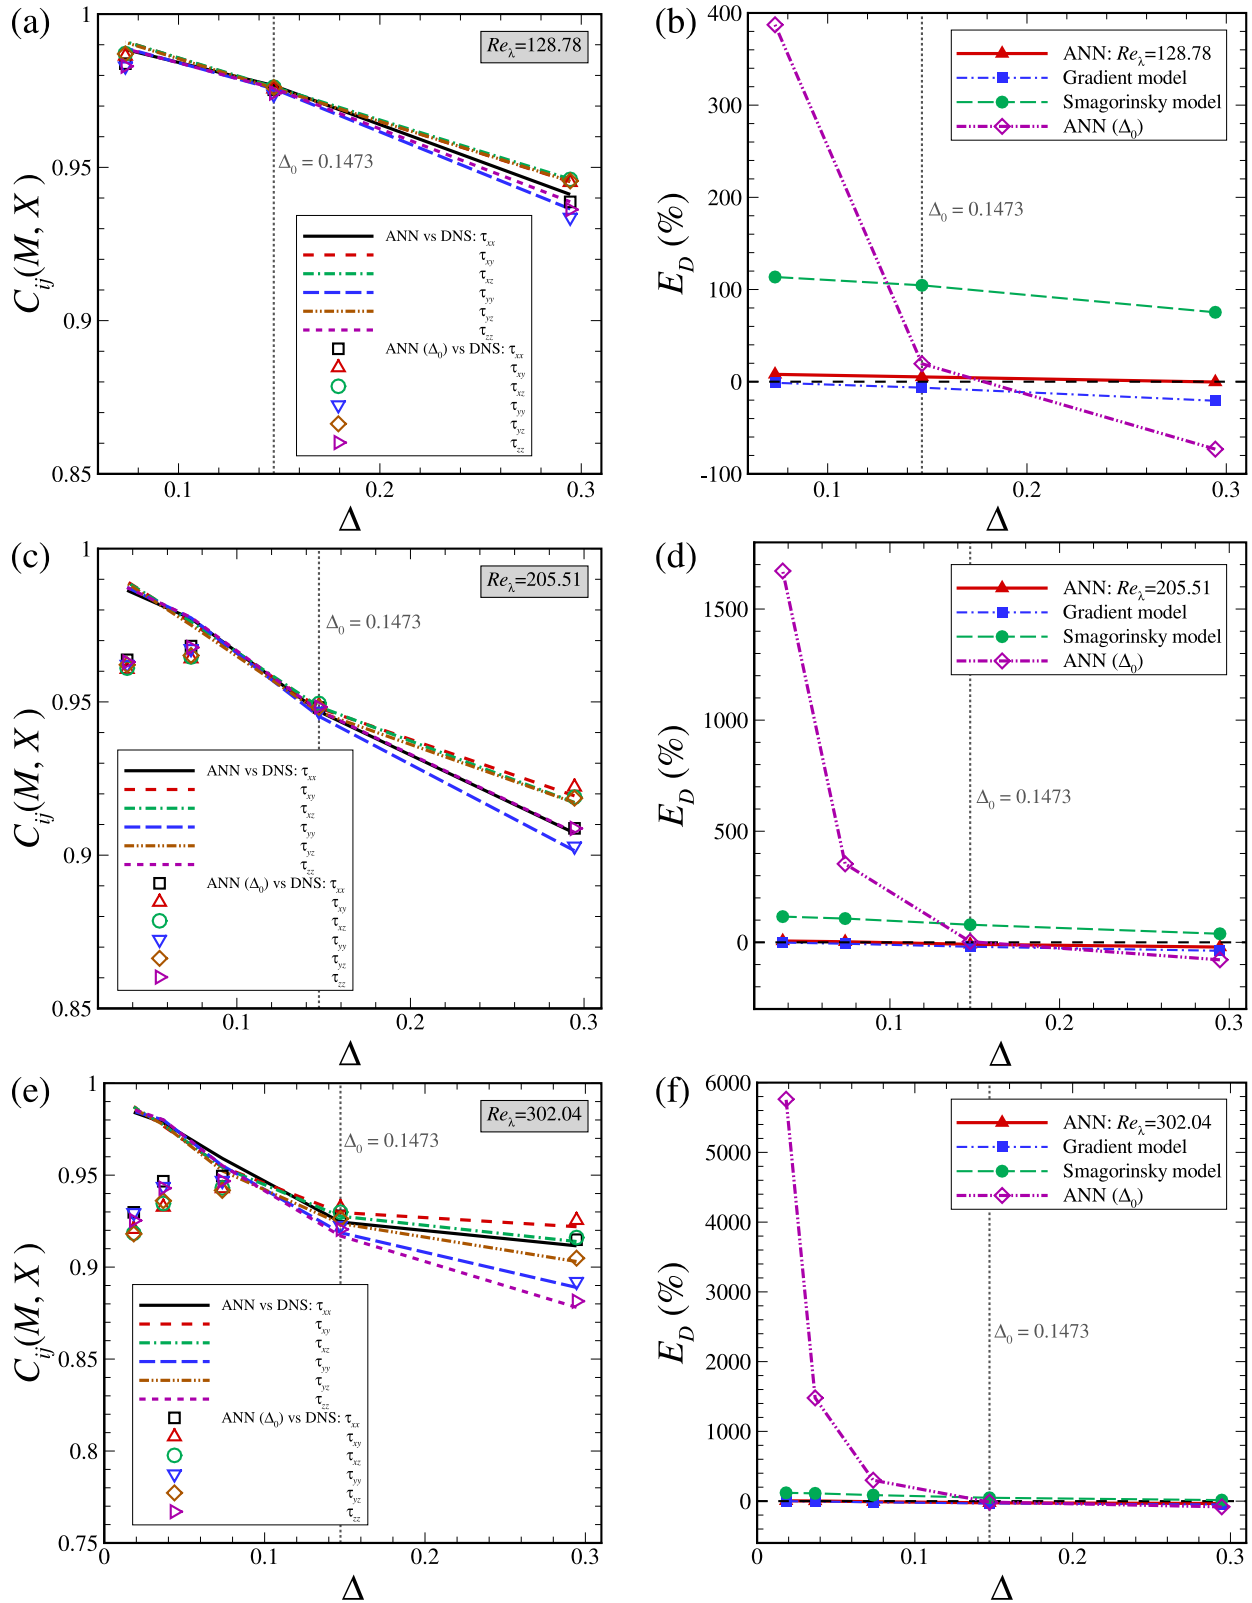 (a)
1
0.95
0.9
0.85
0.1
0.2
0.3
C_ij(M, X)
Δ
Re_λ=128.78
Δ_0 = 0.1473
ANN vs DNS: τ_xx
τ_xy
τ_xz
τ_yy
τ_yz
τ_zz
ANN (Δ_0) vs DNS: τ_xx
τ_xy
τ_xz
τ_yy
τ_yz
τ_zz
(b)
400
300
200
100
0
-100
0.1
0.2
0.3
E_D (%)
Δ
ANN: Re_λ=128.78
Gradient model
Smagorinsky model
ANN (Δ_0)
Δ_0 = 0.1473
(c)
1
0.95
0.9
0.85
0.1
0.2
0.3
C_ij(M, X)
Δ
Re_λ=205.51
Δ_0 = 0.1473
ANN vs DNS: τ_xx
τ_xy
τ_xz
τ_yy
τ_yz
τ_zz
ANN (Δ_0) vs DNS: τ_xx
τ_xy
τ_xz
τ_yy
τ_yz
τ_zz
(d)
1500
1000
500
0
0.1
0.2
0.3
E_D (%)
Δ
ANN: Re_λ=205.51
Gradient model
Smagorinsky model
ANN (Δ_0)
Δ_0 = 0.1473
(e)
1
0.95
0.9
0.85
0.8
0.75
0
0.1
0.2
0.3
C_ij(M, X)
Δ
Re_λ=302.04
Δ_0 = 0.1473
ANN vs DNS: τ_xx
τ_xy
τ_xz
τ_yy
τ_yz
τ_zz
ANN (Δ_0) vs DNS: τ_xx
τ_xy
τ_xz
τ_yy
τ_yz
τ_zz
(f)
6000
5000
4000
3000
2000
1000
0
0
0.1
0.2
0.3
E_D (%)
Δ
ANN: Re_λ=302.04
Gradient model
Smagorinsky model
ANN (Δ_0)
Δ_0 = 0.1473